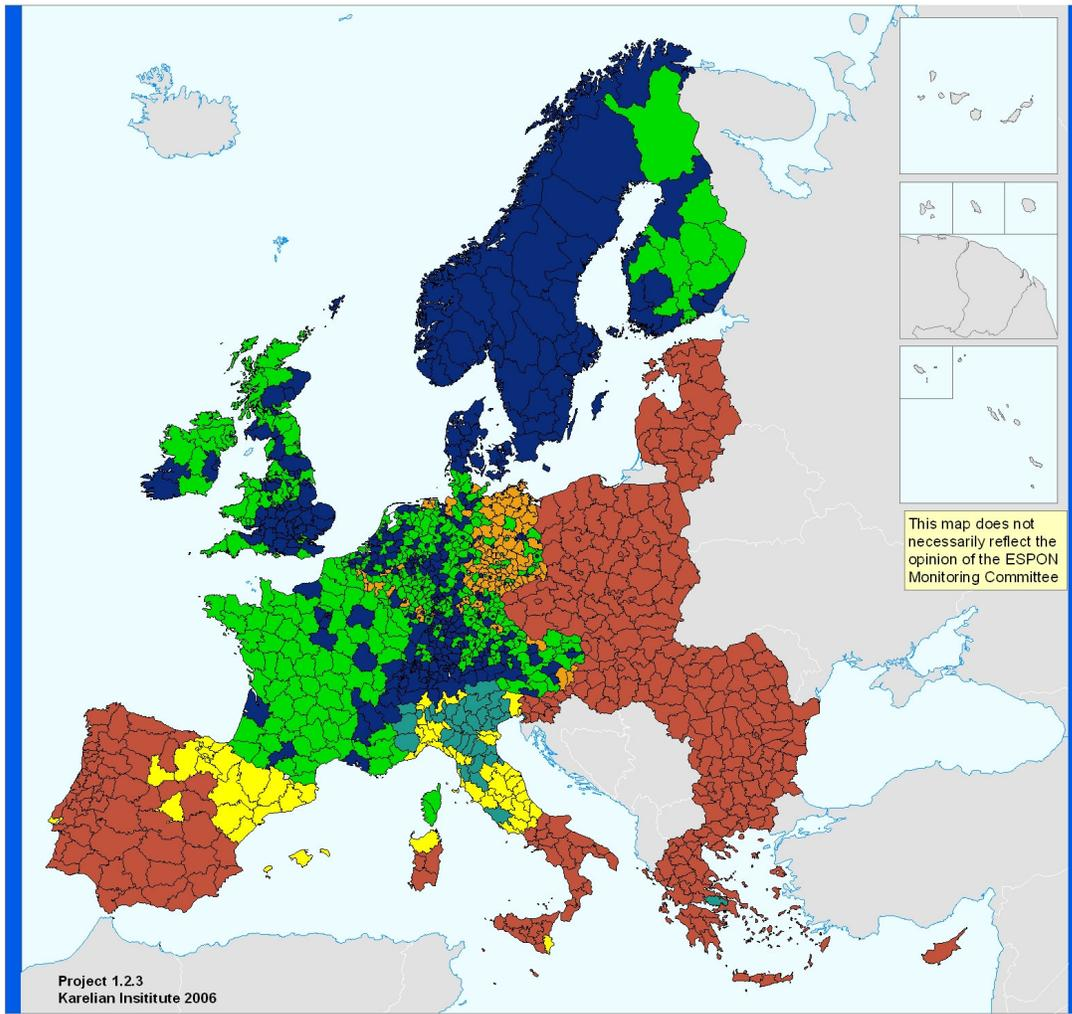 This map does not
necessarily reflect the
opinion of the ESPON
Monitoring Committee
Project 1.2.3
Karelian Insititute 2006